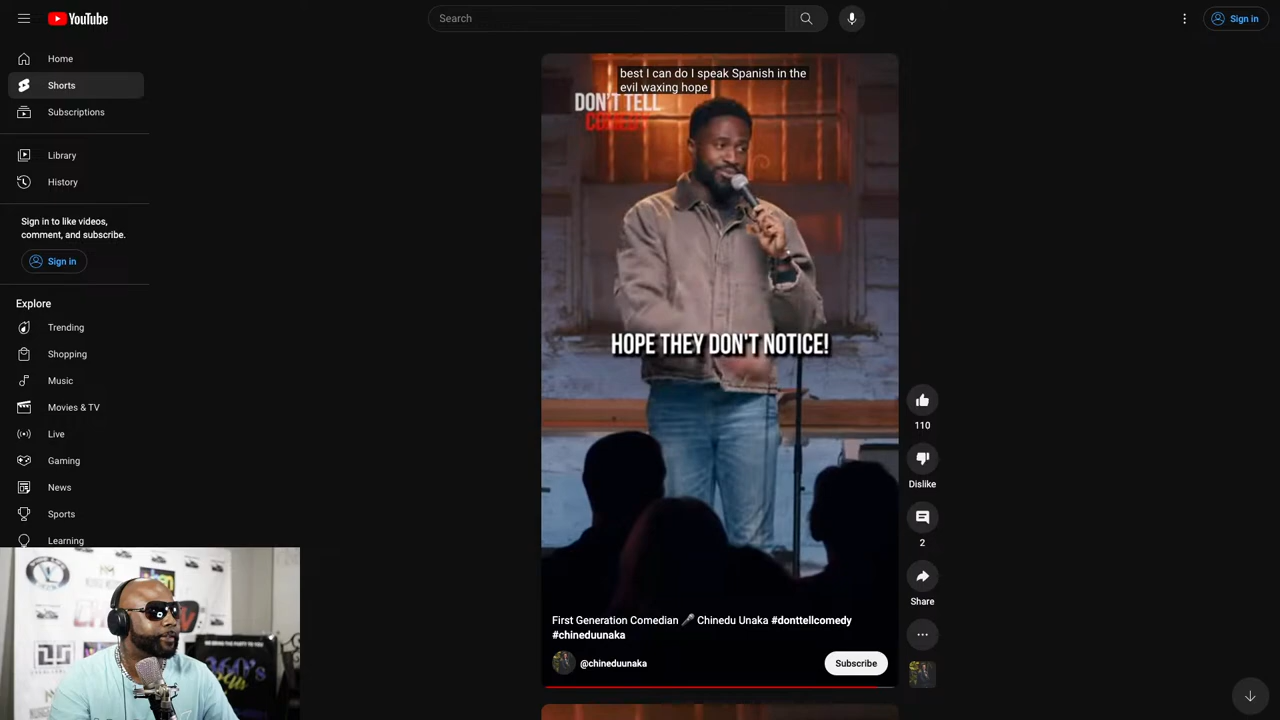 YouTube
Search
Sign in
Home
Shorts
Subscriptions
Library
History
Sign in to like videos,
comment, and subscribe.
Sign in
Explore
Trending
Shopping
Music
Movies & TV
Live
Gaming
News
Sports
Learning
best I can do I speak Spanish in the
evil waxing hope
DON'T TELL
COMEDY
HOPE THEY DON'T NOTICE!
110
Dislike
2
Share
First Generation Comedian 🎤 Chinedu Unaka #donttellcomedy
#chineduunaka
@chineduunaka
Subscribe